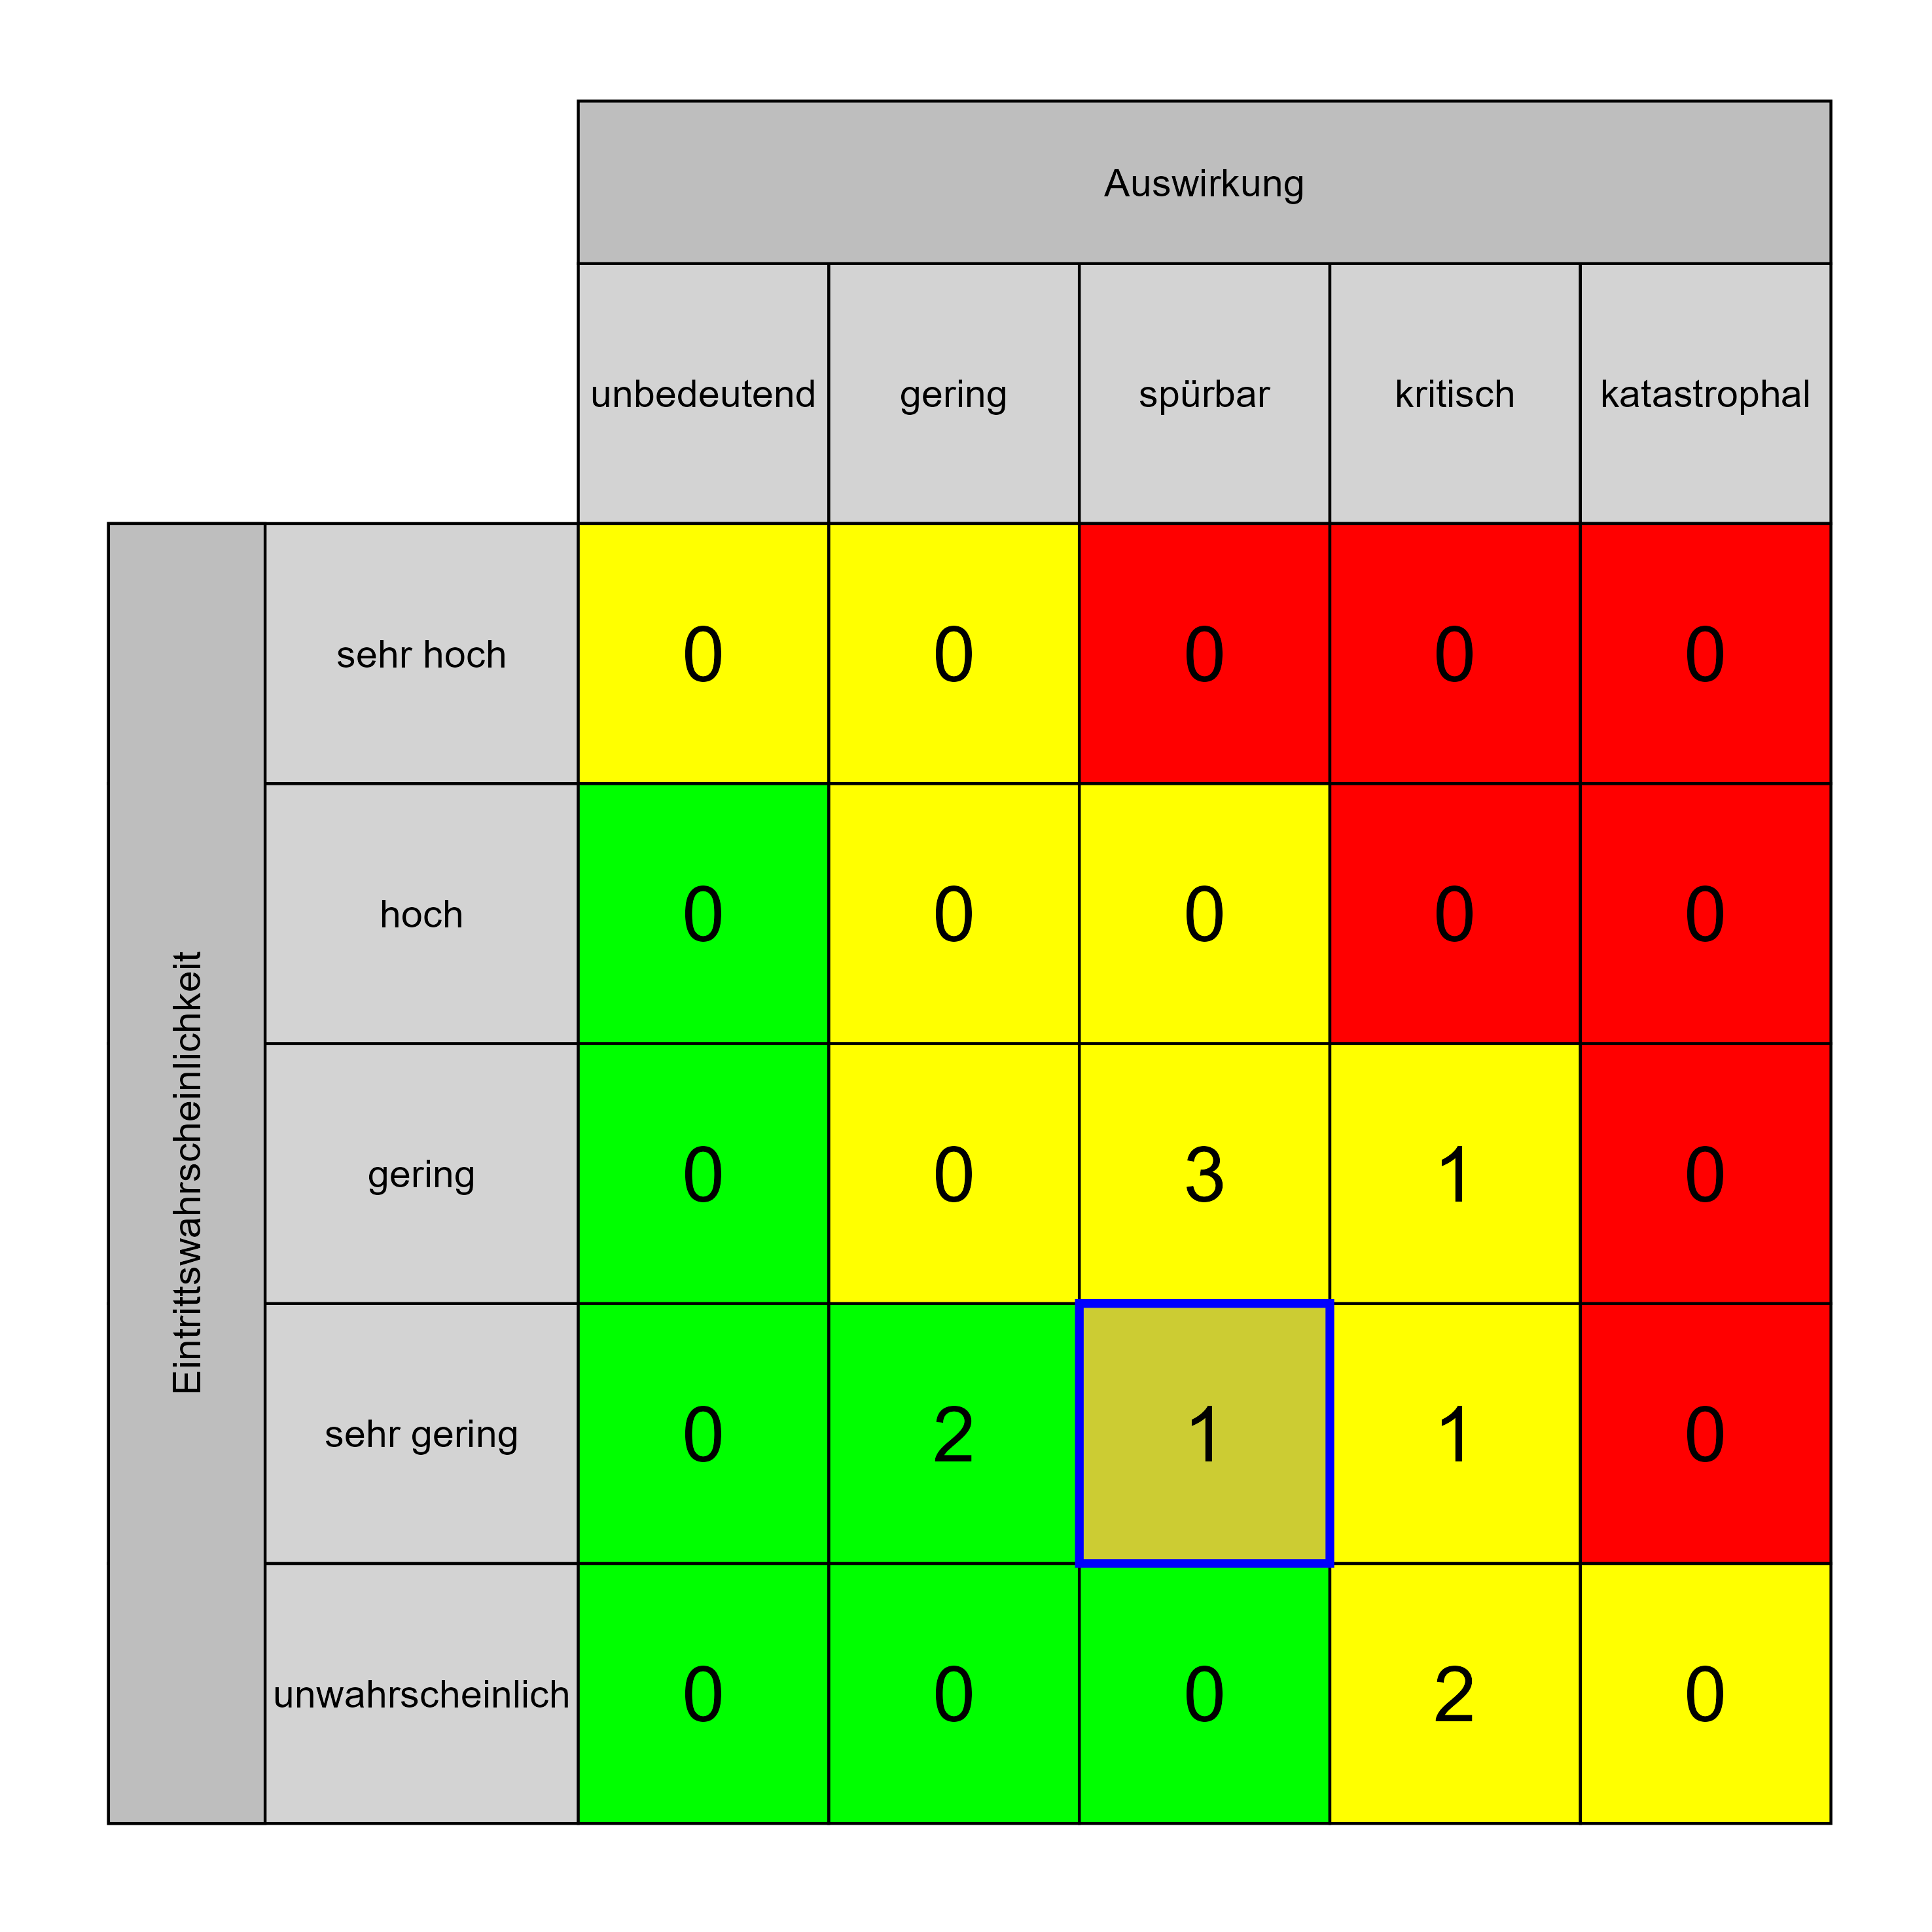 Auswirkung
unbedeutend gering spürbar kritisch katastrophal
Eintrittswahrscheinlichkeit
sehr hoch 0 0 0 0 0
hoch 0 0 0 0 0
gering 0 0 3 1 0
sehr gering 0 2 1 1 0
unwahrscheinlich 0 0 0 2 0